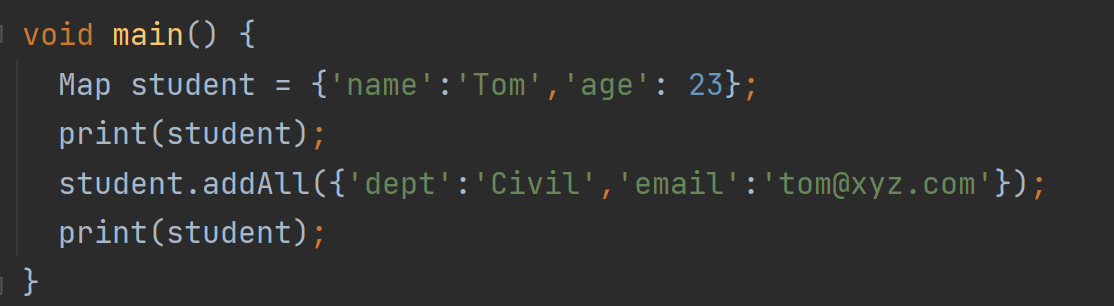 void main() {
  Map student = {'name':'Tom','age': 23};
  print(student);
  student.addAll({'dept':'Civil','email':'tom@xyz.com'});
  print(student);
}